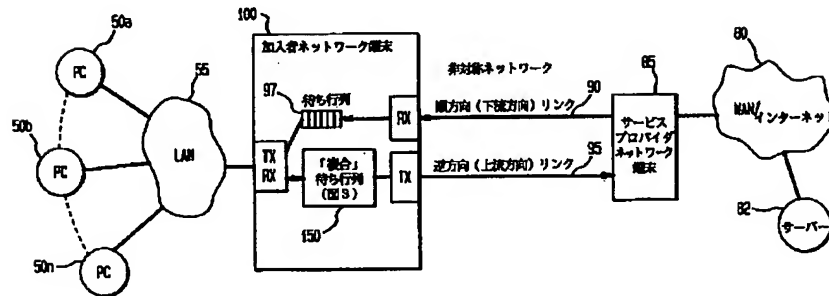 50a
PC
50b
PC
50n
PC
55
LAN
100
加入者ネットワーク端末
97
待ち行列
RX
TX
RX
「複合」
待ち行列
(図3)
150
TX
非対称ネットワーク
90
順方向(下流方向)リンク
逆方向(上流方向)リンク
95
85
サービス
プロバイダ
ネットワーク
端末
80
WAN/
インターネット
82
サーバー